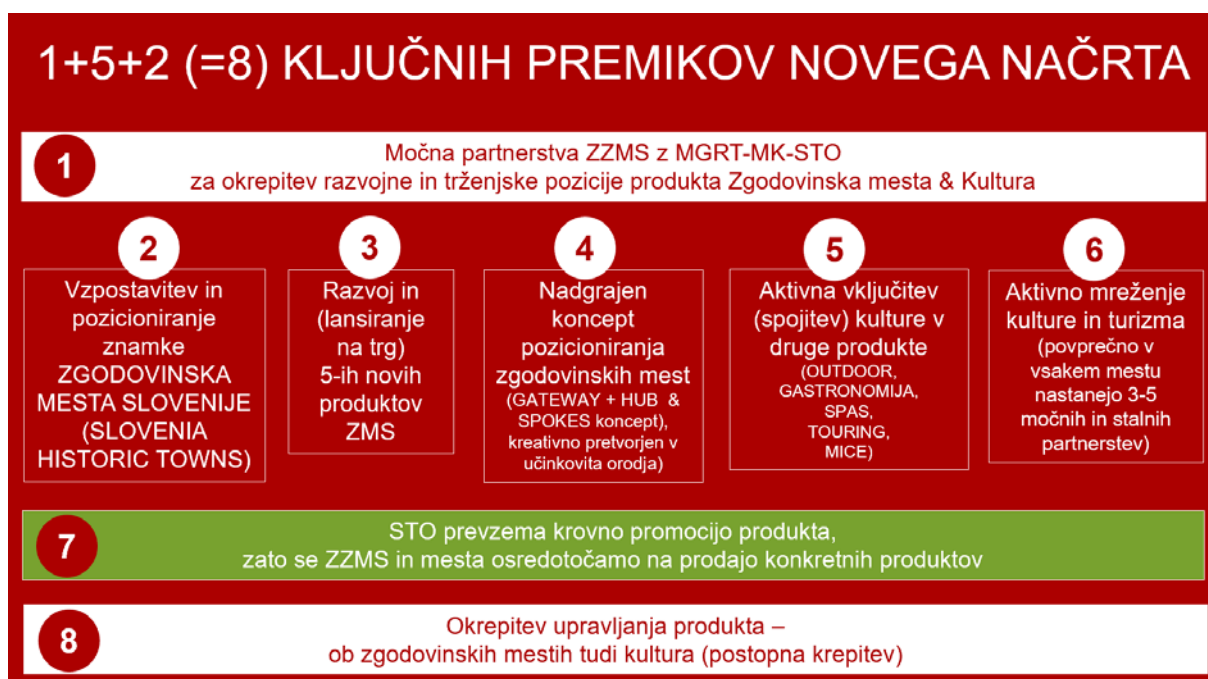 1+5+2 (=8) KLJUČNIH PREMIKOV NOVEGA NAČRTA
1
Močna partnerstva ZZMS z MGRT-MK-STO
za okrepitev razvojne in trženjske pozicije produkta Zgodovinska mesta & Kultura
2
Vzpostavitev in
pozicioniranje
znamke
ZGODOVINSKA
MESTA SLOVENIJE
(SLOVENIA
HISTORIC TOWNS)
3
Razvoj in
(lansiranje
na trg)
5-ih novih
produktov
ZMS
4
Nadgrajen
koncept
pozicioniranja
zgodovinskih mest
(GATEWAY + HUB &
SPOKES koncept),
kreativno pretvorjen v
učinkovita orodja)
5
Aktivna vključitev
(spojitev) kulture v
druge produkte
(OUTDOOR,
GASTRONOMIJA,
SPAS,
TOURING,
MICE)
6
Aktivno mreženje
kulture in turizma
(povprečno v
vsakem mestu
nastanejo 3-5
močnih in stalnih
partnerstev)
7
STO prevzema krovno promocijo produkta,
zato se ZZMS in mesta osredotočamo na prodajo konkretnih produktov
8
Okrepitev upravljanja produkta –
ob zgodovinskih mestih tudi kultura (postopna krepitev)